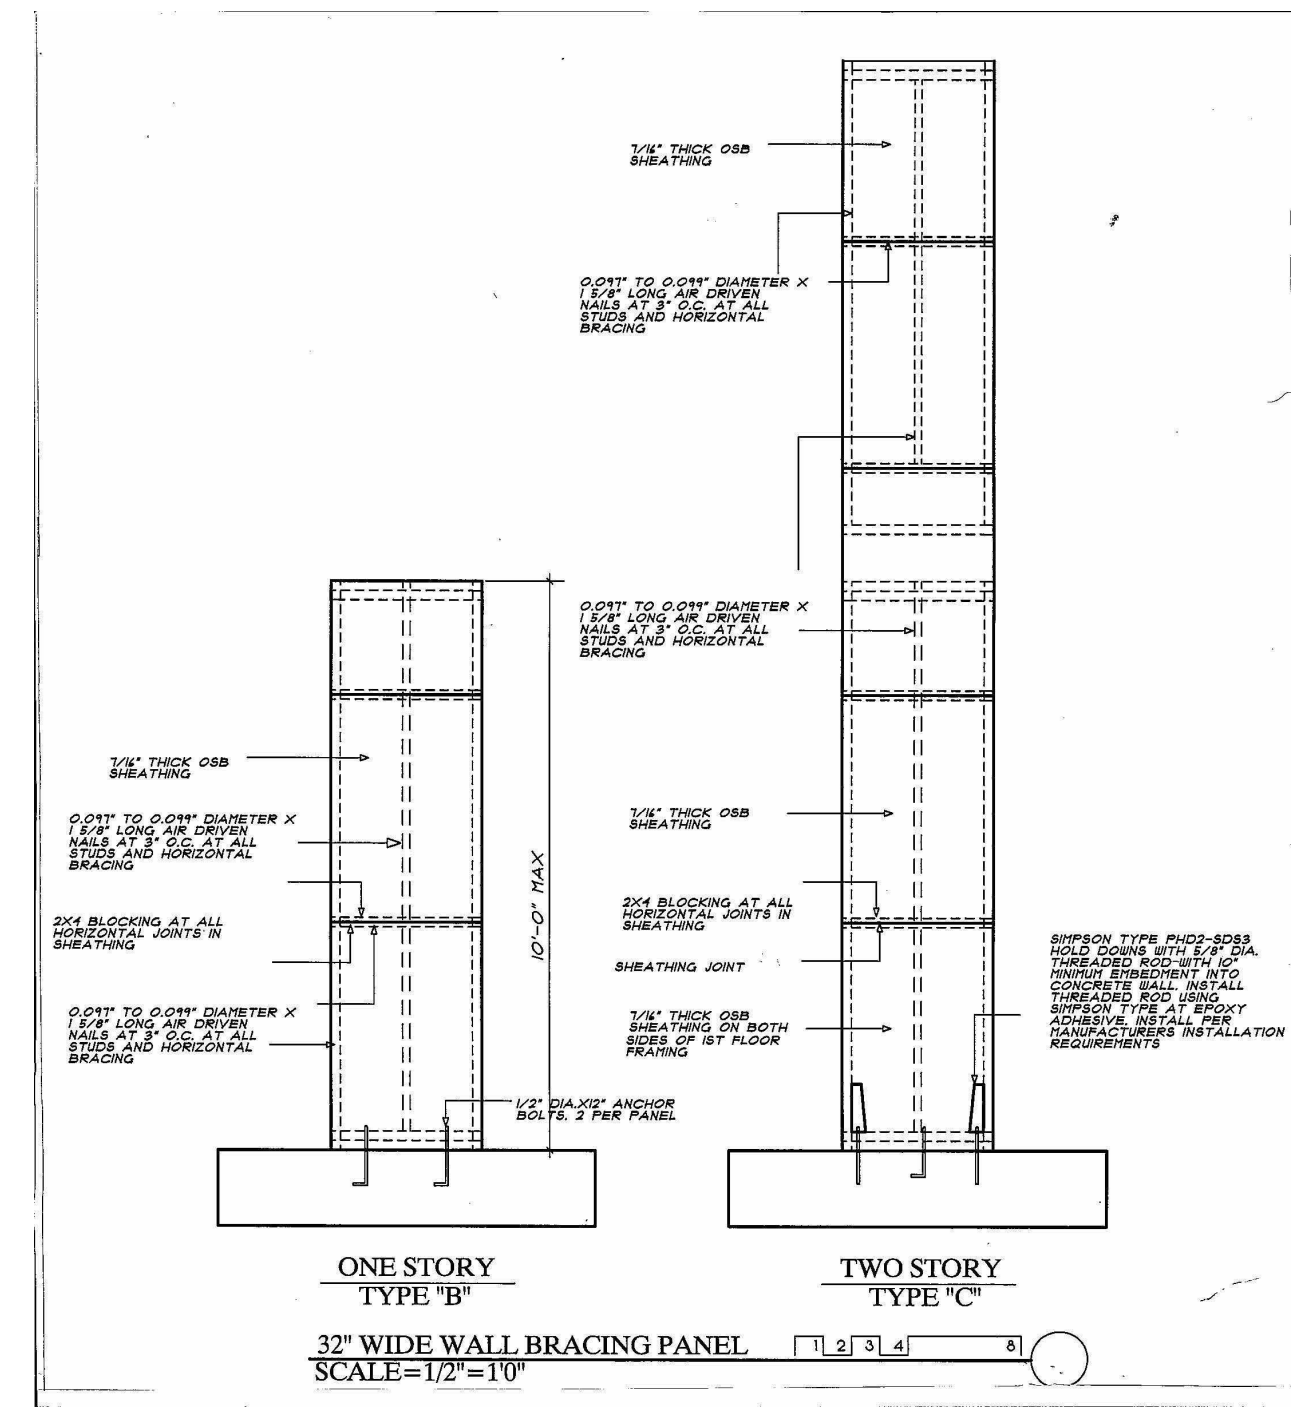 7/16" THICK OSB
SHEATHING
0.097" TO 0.099" DIAMETER X
1 5/8" LONG AIR DRIVEN
NAILS AT 3" O.C. AT ALL
STUDS AND HORIZONTAL
BRACING
0.097" TO 0.099" DIAMETER X
1 5/8" LONG AIR DRIVEN
NAILS AT 3" O.C. AT ALL
STUDS AND HORIZONTAL
BRACING
7/16" THICK OSB
SHEATHING
0.097" TO 0.099" DIAMETER X
1 5/8" LONG AIR DRIVEN
NAILS AT 3" O.C. AT ALL
STUDS AND HORIZONTAL
BRACING
2X4 BLOCKING AT ALL
HORIZONTAL JOINTS IN
SHEATHING
0.097" TO 0.099" DIAMETER X
1 5/8" LONG AIR DRIVEN
NAILS AT 3" O.C. AT ALL
STUDS AND HORIZONTAL
BRACING
10'-0" MAX
1/2" DIA.X12" ANCHOR
BOLTS. 2 PER PANEL
7/16" THICK OSB
SHEATHING
2X4 BLOCKING AT ALL
HORIZONTAL JOINTS IN
SHEATHING
SHEATHING JOINT
7/16" THICK OSB
SHEATHING ON BOTH
SIDES OF 1ST FLOOR
FRAMING
SIMPSON TYPE PHD2-SDS3
HOLD DOWNS WITH 5/8" DIA.
THREADED ROD-WITH 10"
MINIMUM EMBEDMENT INTO
CONCRETE WALL. INSTALL
THREADED ROD USING
SIMPSON TYPE AT EPOXY
ADHESIVE. INSTALL PER
MANUFACTURERS INSTALLATION
REQUIREMENTS
ONE STORY
TYPE "B"
TWO STORY
TYPE "C"
32" WIDE WALL BRACING PANEL
1 2 3 4 8
SCALE=1/2"=1'0"